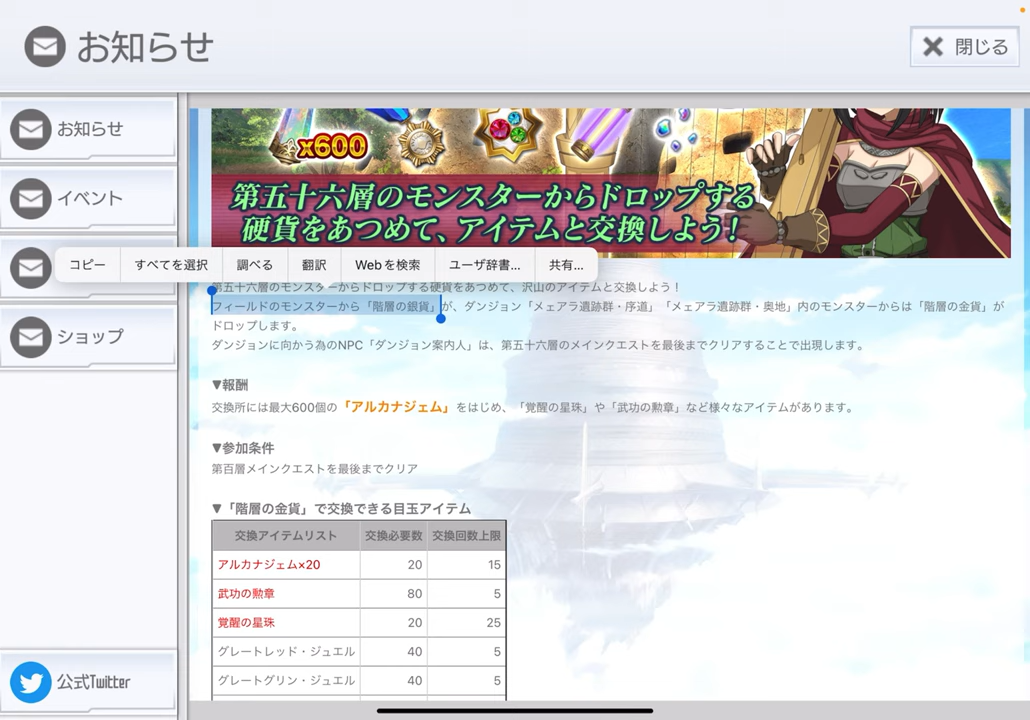 お知らせ
閉じる
お知らせ
イベント
ショップ
公式Twitter
x600
第五十六層のモンスターからドロップする
硬貨をあつめて、アイテムと交換しよう!
コピー すべてを選択 調べる 翻訳 Webを検索 ユーザ辞書... 共有...
第五十六層のモンスターからドロップする硬貨をあつめて、沢山のアイテムと交換しよう！
フィールドのモンスターから「階層の銀貨」が、ダンジョン「メェアラ遺跡群・序道」「メェアラ遺跡群・奥地」内のモンスターからは「階層の金貨」が
ドロップします。
ダンジョンに向かう為のNPC「ダンジョン案内人」は、第五十六層のメインクエストを最後までクリアすることで出現します。
▼報酬
交換所には最大600個の「アルカナジェム」をはじめ、「覚醒の星珠」や「武功の勲章」など様々なアイテムがあります。
▼参加条件
第百層メインクエストを最後までクリア
▼「階層の金貨」で交換できる目玉アイテム
交換アイテムリスト 交換必要数 交換回数上限
アルカナジェム×20 20 15
武功の勲章 80 5
覚醒の星珠 20 25
グレートレッド・ジュエル 40 5
グレートグリン・ジュエル 40 5